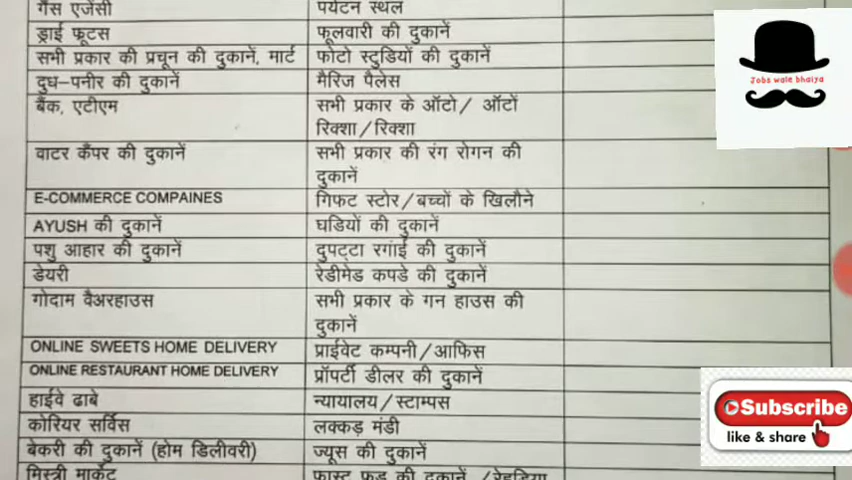 गैंस एजेंसी
पर्यटन स्थल
ड्राई फ्रूटस
फूलवारी की दुकानें
सभी प्रकार की प्रचून की दुकानें, मार्ट
फोटो स्टुडियों की दुकानें
दुध-पनीर की दुकानें
मैरिज पैलेस
बैंक, एटीएम
सभी प्रकार के ऑटो/ ऑटों
रिक्शा/रिक्शा
वाटर कैंपर की दुकानें
सभी प्रकार की रंग रोगन की
दुकानें
E-COMMERCE COMPAINES
गिफट स्टोर/बच्चों के खिलौने
AYUSH की दुकानें
घडियों की दुकानें
पशु आहार की दुकानें
दुपट्टा रगांई की दुकानें
डेयरी
रेडीमेड कपडे की दुकानें
गोदाम वैअरहाउस
सभी प्रकार के गन हाउस की
दुकानें
ONLINE SWEETS HOME DELIVERY
प्राईवेट कम्पनी/आफिस
ONLINE RESTAURANT HOME DELIVERY
प्रॉपर्टी डीलर की दुकानें
हाईवे ढाबे
न्यायालय/स्टाम्पस
कोरियर सर्विस
लक्कड़ मंडी
बेकरी की दुकानें (होम डिलीवरी)
ज्यूस की दुकानें
मिस्त्री मार्केट
फास्ट फूड की दुकानें /रेहडिया
Jobs wale bhaiya
Subscribe
like & share